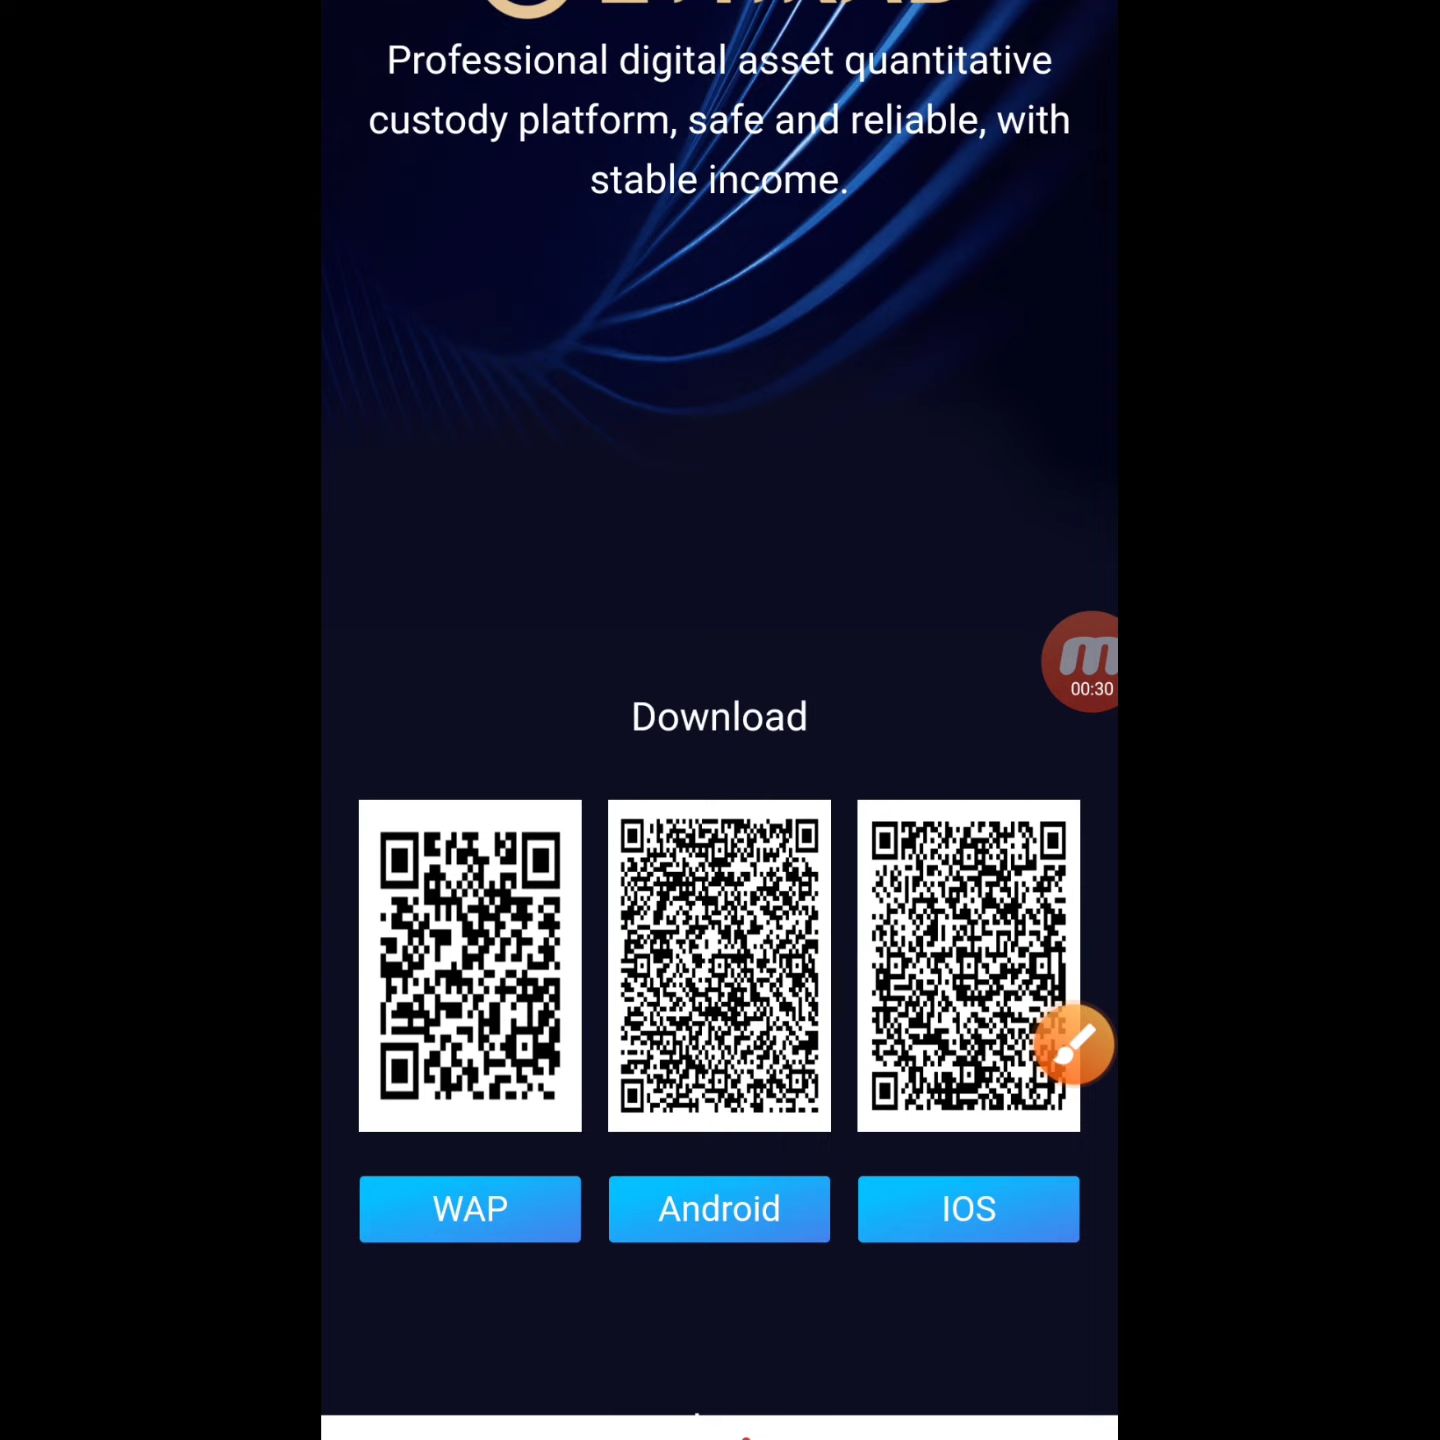 Professional digital asset quantitative
custody platform, safe and reliable, with
stable income.
00:30
Download
WAP
Android
IOS